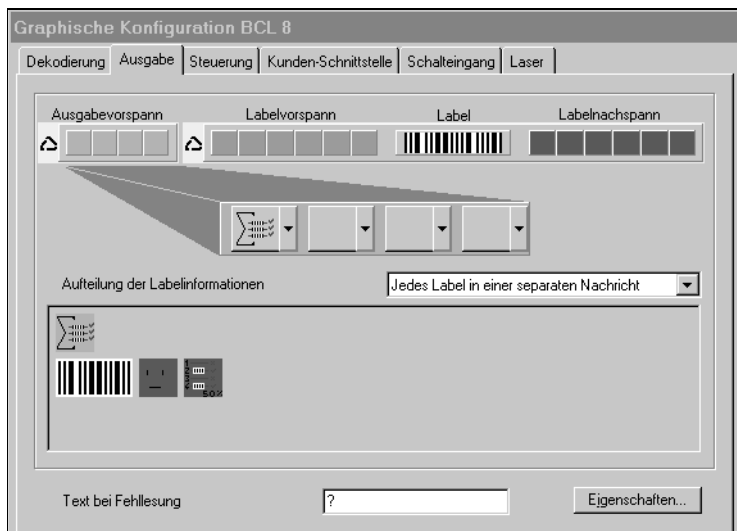 Graphische Konfiguration BCL 8
Dekodierung Ausgabe Steuerung Kunden-Schnittstelle Schalteingang Laser
Ausgabevorspann Labelvorspann Label Labelnachspann
Aufteilung der Labelinformationen Jedes Label in einer separaten Nachricht
50%
Text bei Fehllesung ? Eigenschaften...